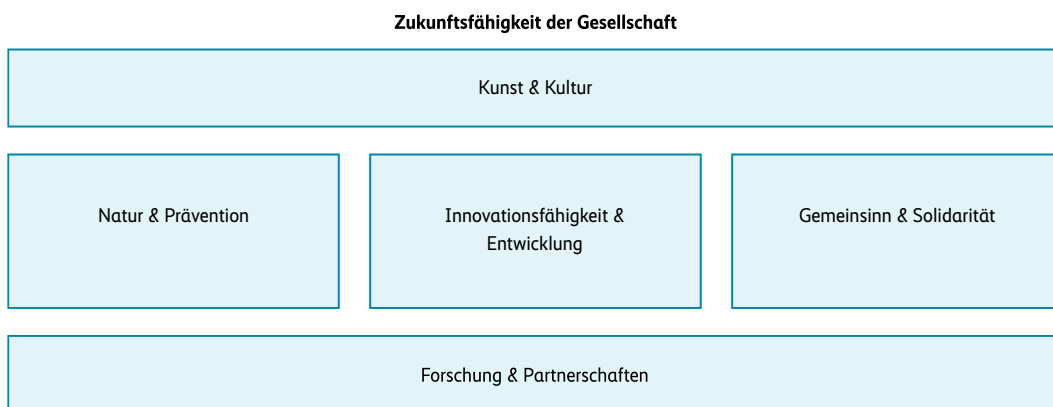 Zukunftsfähigkeit der Gesellschaft
Kunst & Kultur
Natur & Prävention
Innovationsfähigkeit &
Entwicklung
Gemeinsinn & Solidarität
Forschung & Partnerschaften